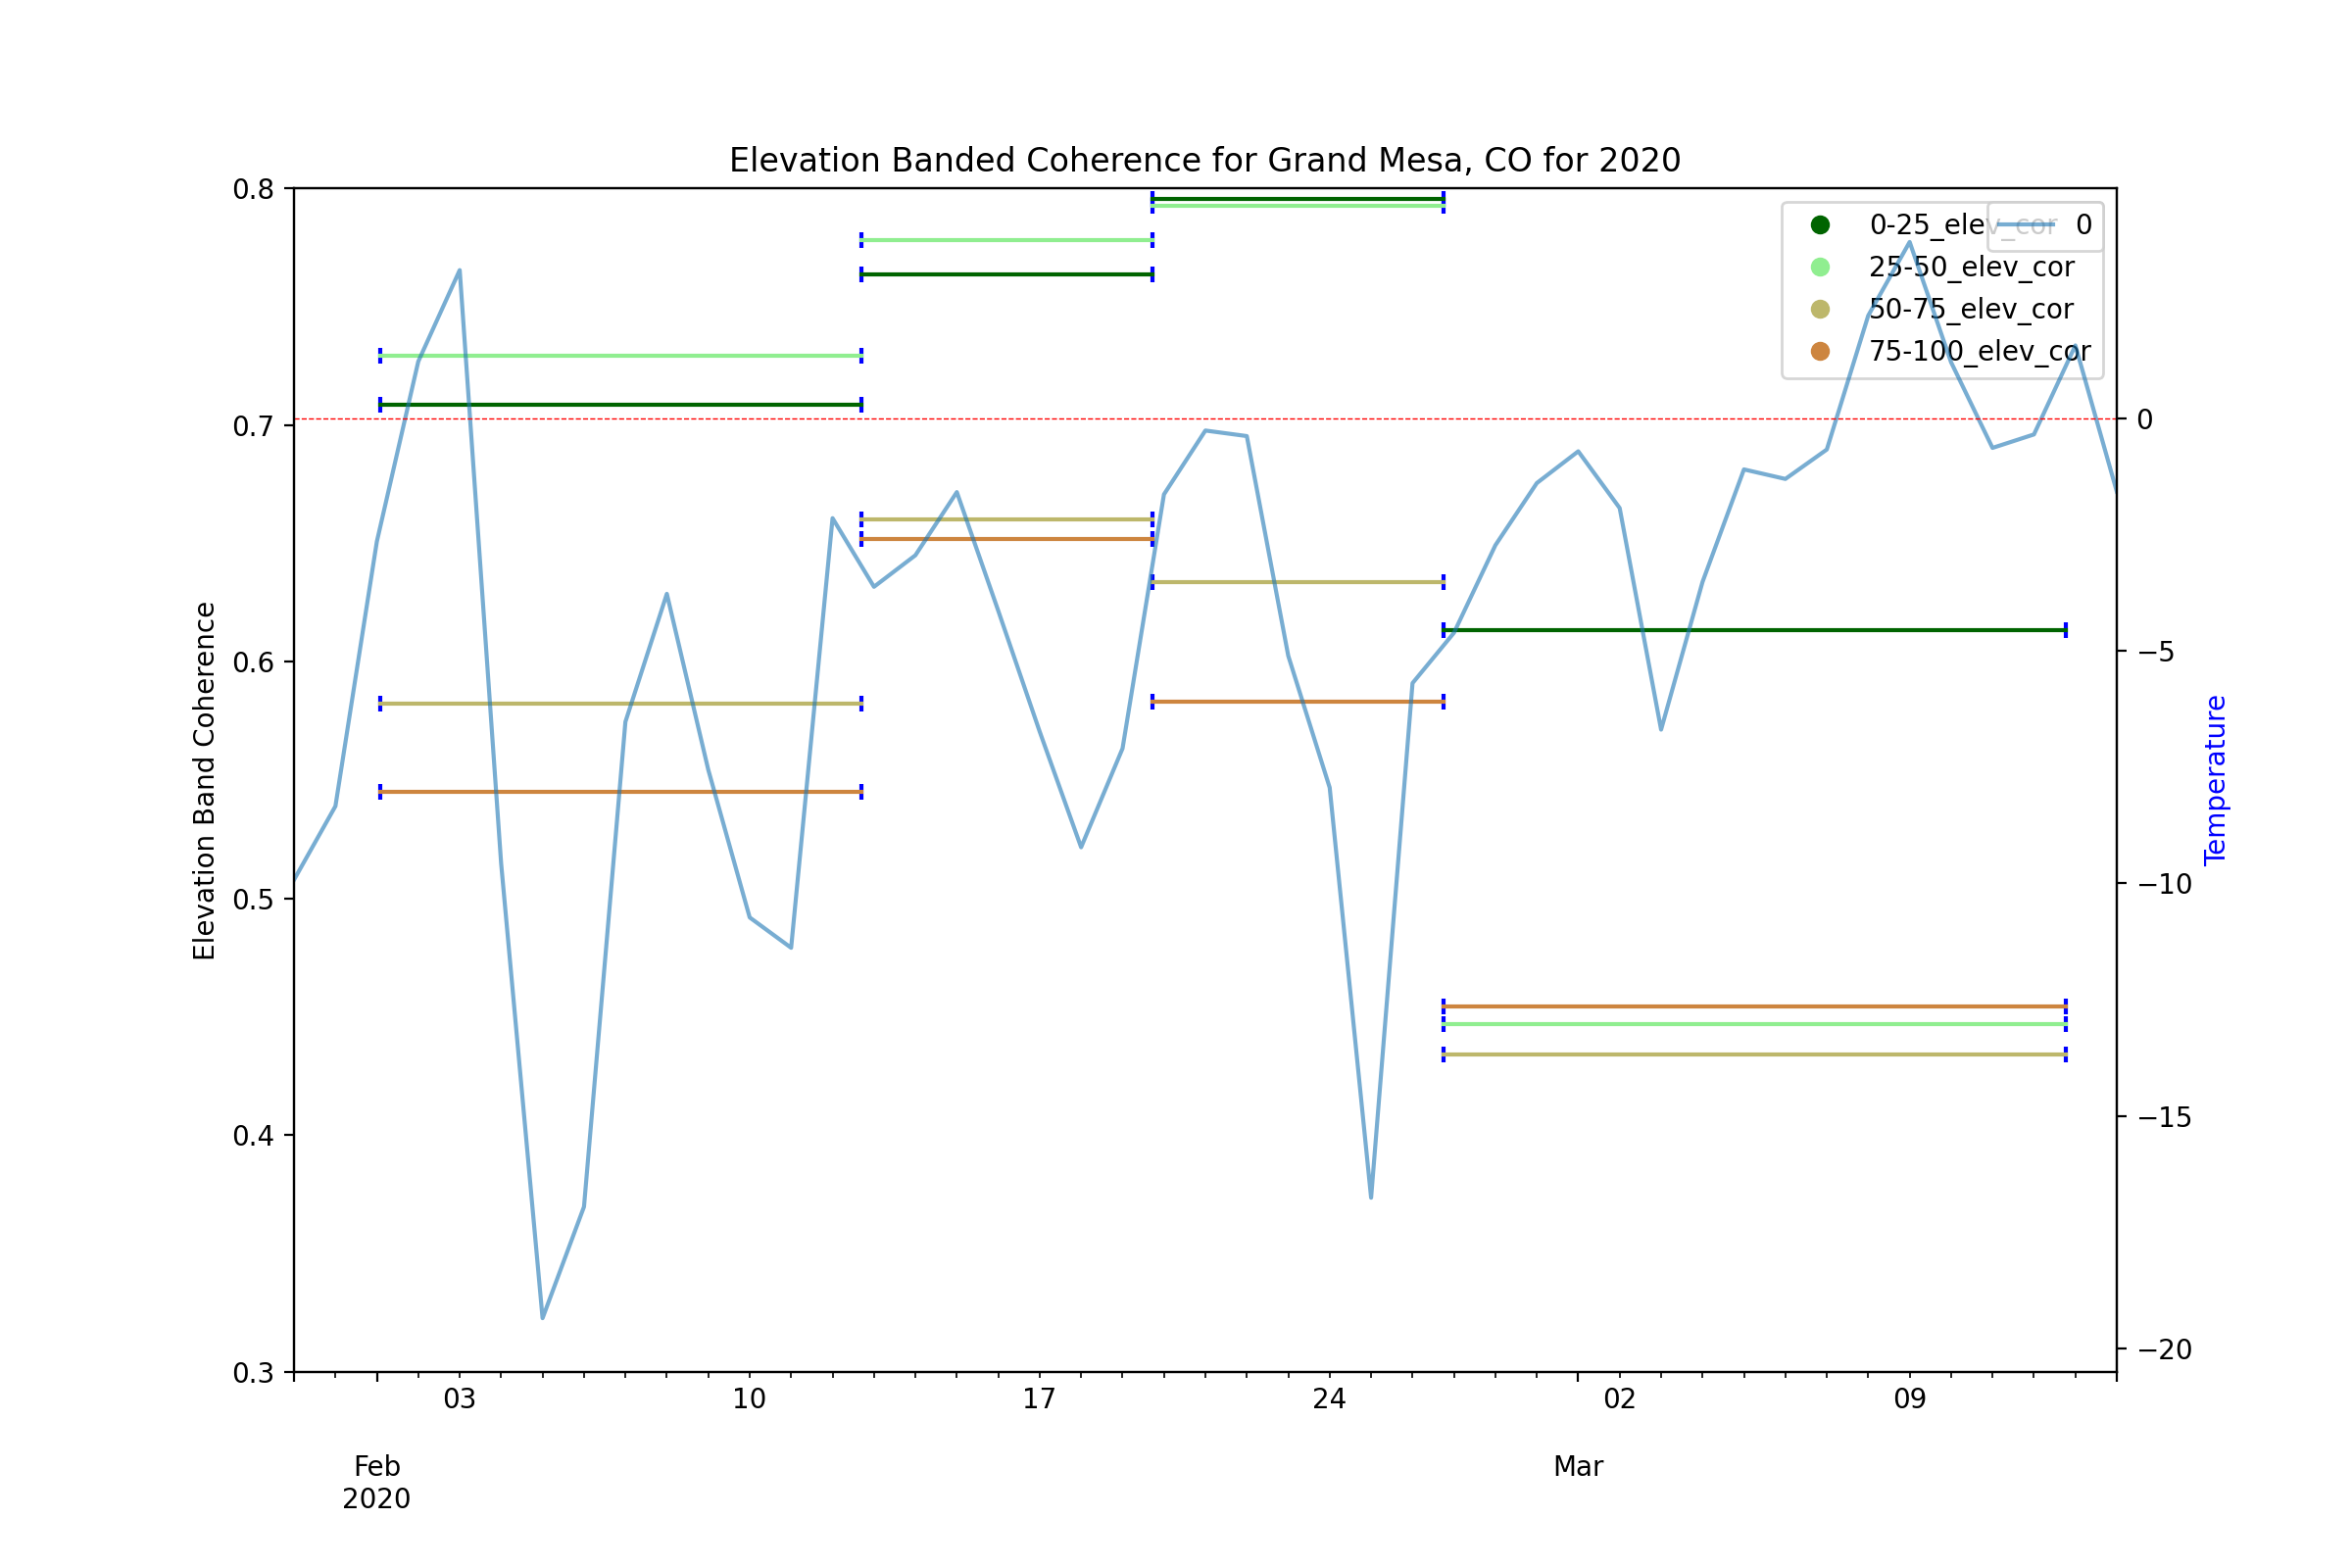 Elevation Banded Coherence for Grand Mesa, CO for 2020
0.8
0.7
0.6
0.5
0.4
0.3
Elevation Band Coherence
0-25_elev_cor
25-50_elev_cor
50-75_elev_cor
75-100_elev_cor
0
0
−5
−10
−15
−20
Temperature
03 10 17 24 02 09
Feb Mar
2020